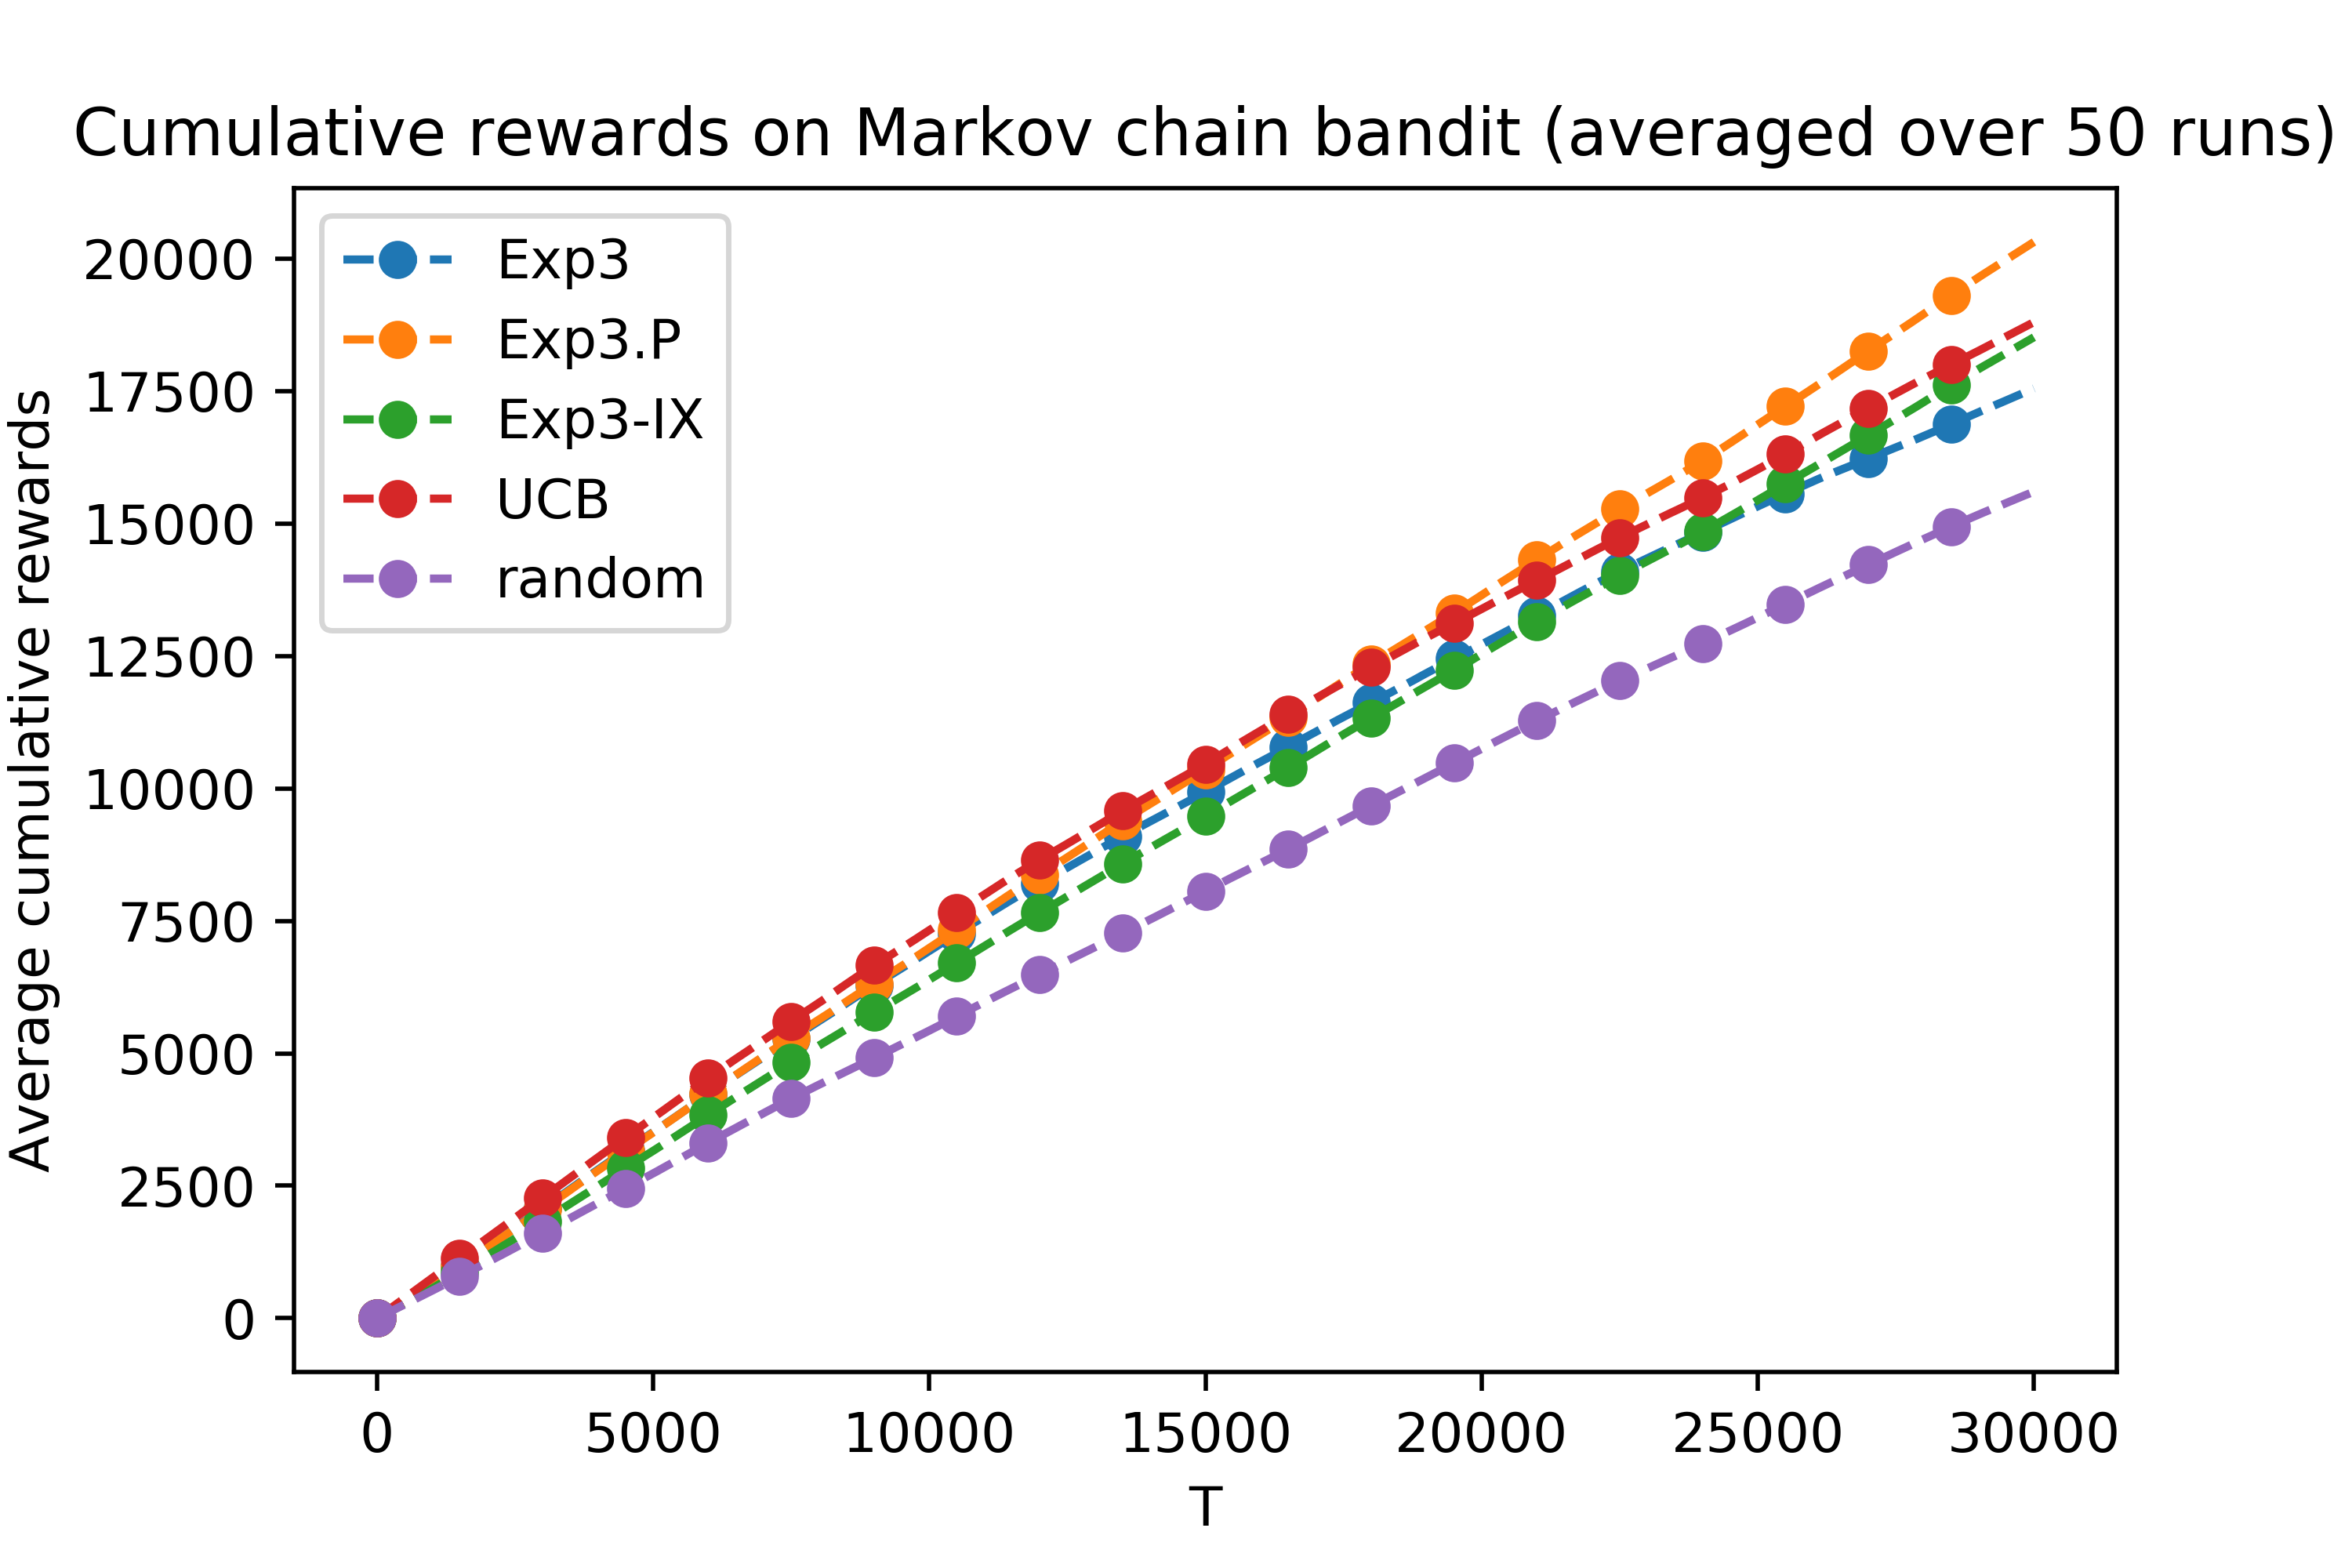 Cumulative rewards on Markov chain bandit (averaged over 50 runs)
Average cumulative rewards
20000
17500
15000
12500
10000
7500
5000
2500
0
Exp3
Exp3.P
Exp3-IX
UCB
random
0 5000 10000 15000 20000 25000 30000
T